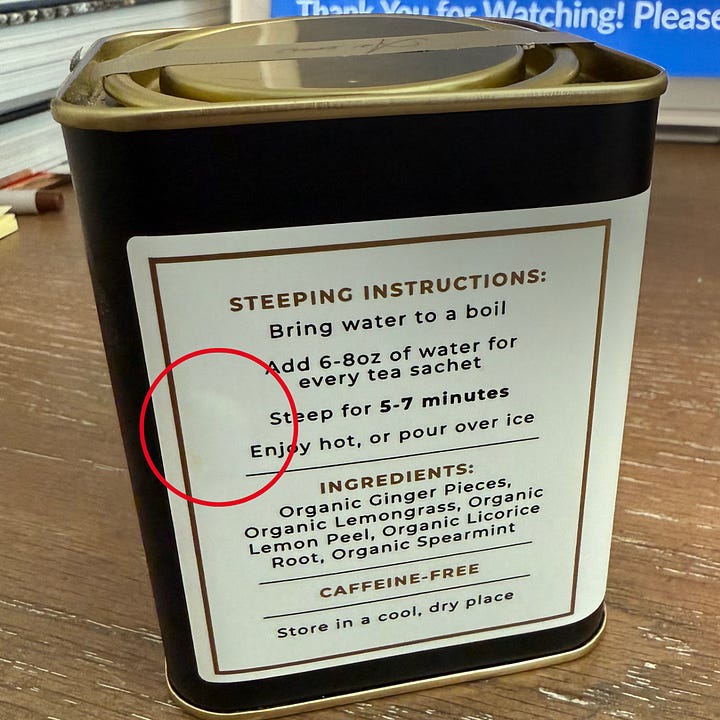 Thank You for Watching! Please
STEEPING INSTRUCTIONS:
Bring water to a boil
Add 6-8oz of water for
every tea sachet
Steep for 5-7 minutes
Enjoy hot, or pour over ice
INGREDIENTS:
Organic Ginger Pieces,
Organic Lemongrass, Organic
Lemon Peel, Organic Licorice
Root, Organic Spearmint
CAFFEINE-FREE
Store in a cool, dry place